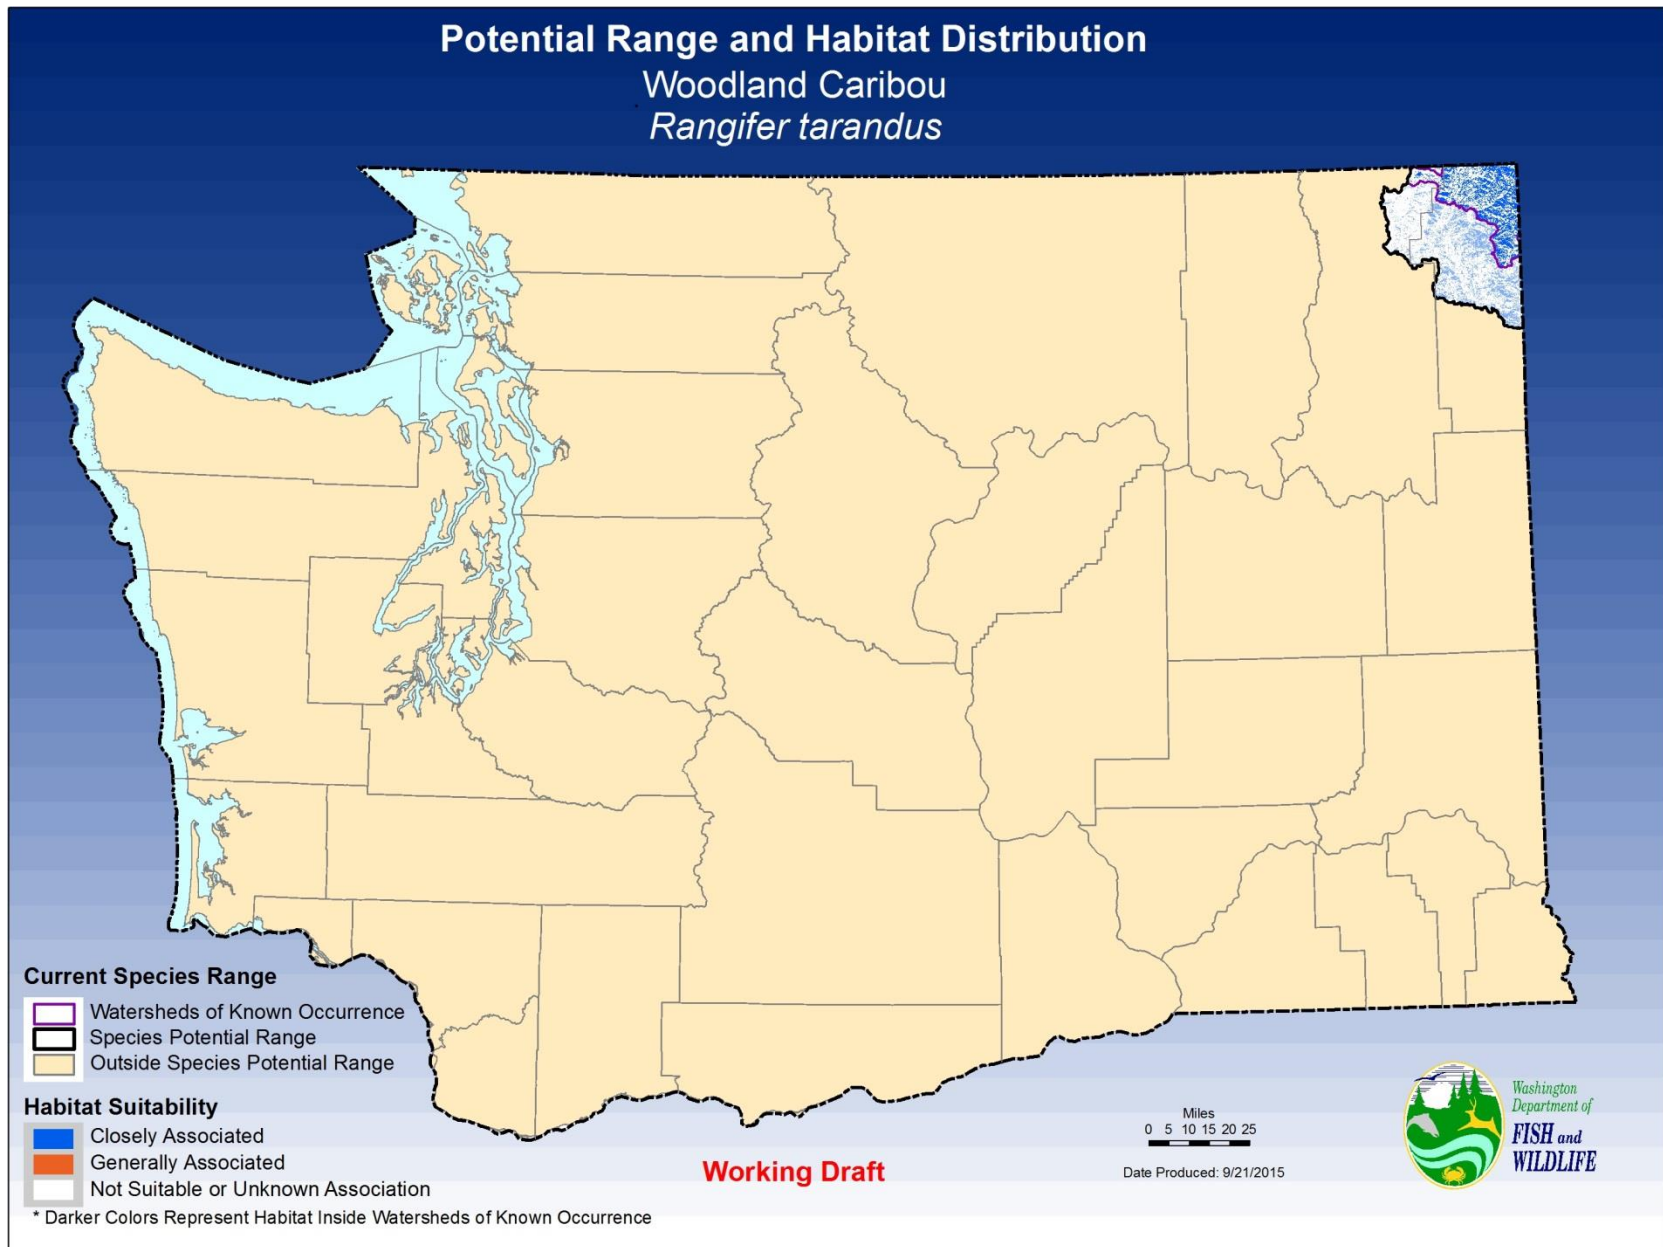 Potential Range and Habitat Distribution
Woodland Caribou
Rangifer tarandus
Current Species Range
Watersheds of Known Occurrence
Species Potential Range
Outside Species Potential Range
Habitat Suitability
Closely Associated
Generally Associated
Not Suitable or Unknown Association
* Darker Colors Represent Habitat Inside Watersheds of Known Occurrence
Working Draft
Miles
0 5 10 15 20 25
Date Produced: 9/21/2015
Washington
Department of
FISH and
WILDLIFE